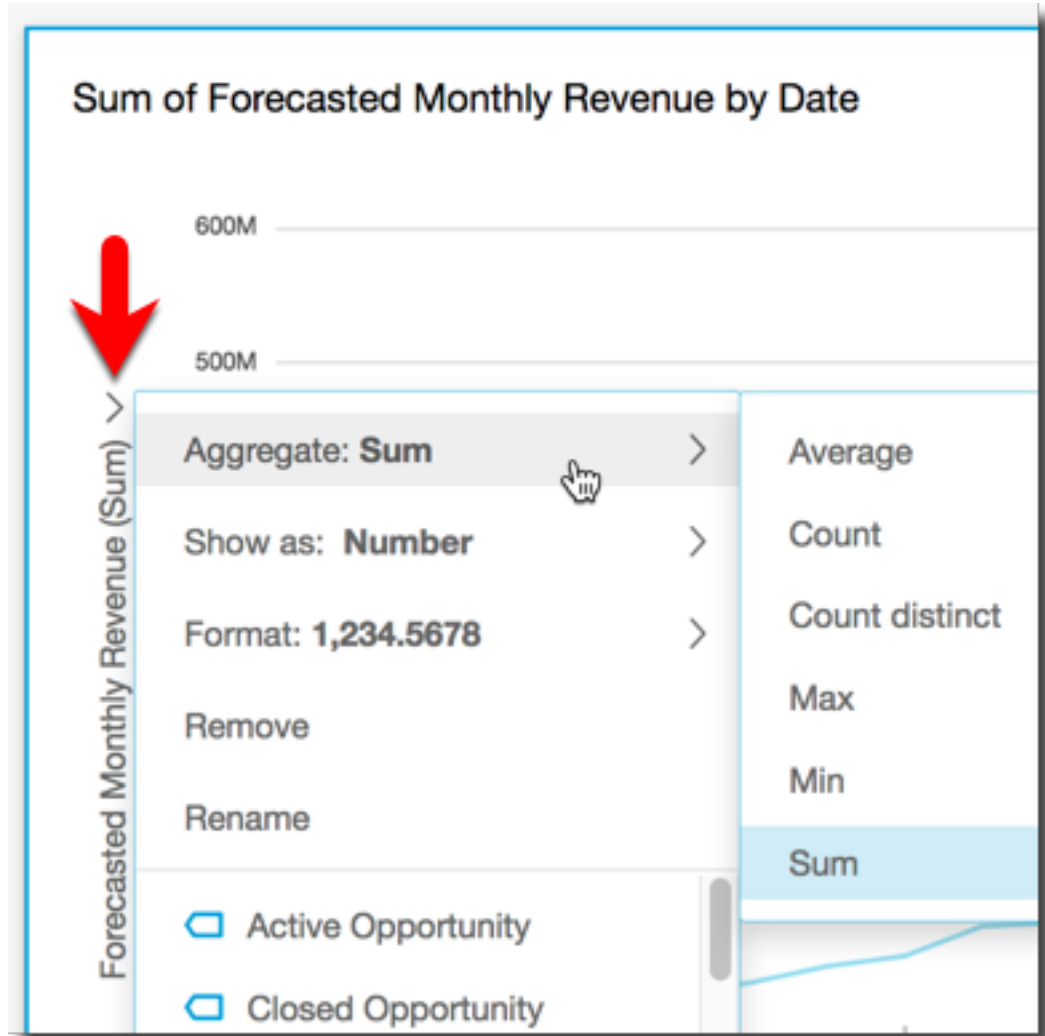 Sum of Forecasted Monthly Revenue by Date
600M
500M
Forecasted Monthly Revenue (Sum)
Aggregate: Sum
Show as: Number
Format: 1,234.5678
Remove
Rename
Active Opportunity
Closed Opportunity
Average
Count
Count distinct
Max
Min
Sum